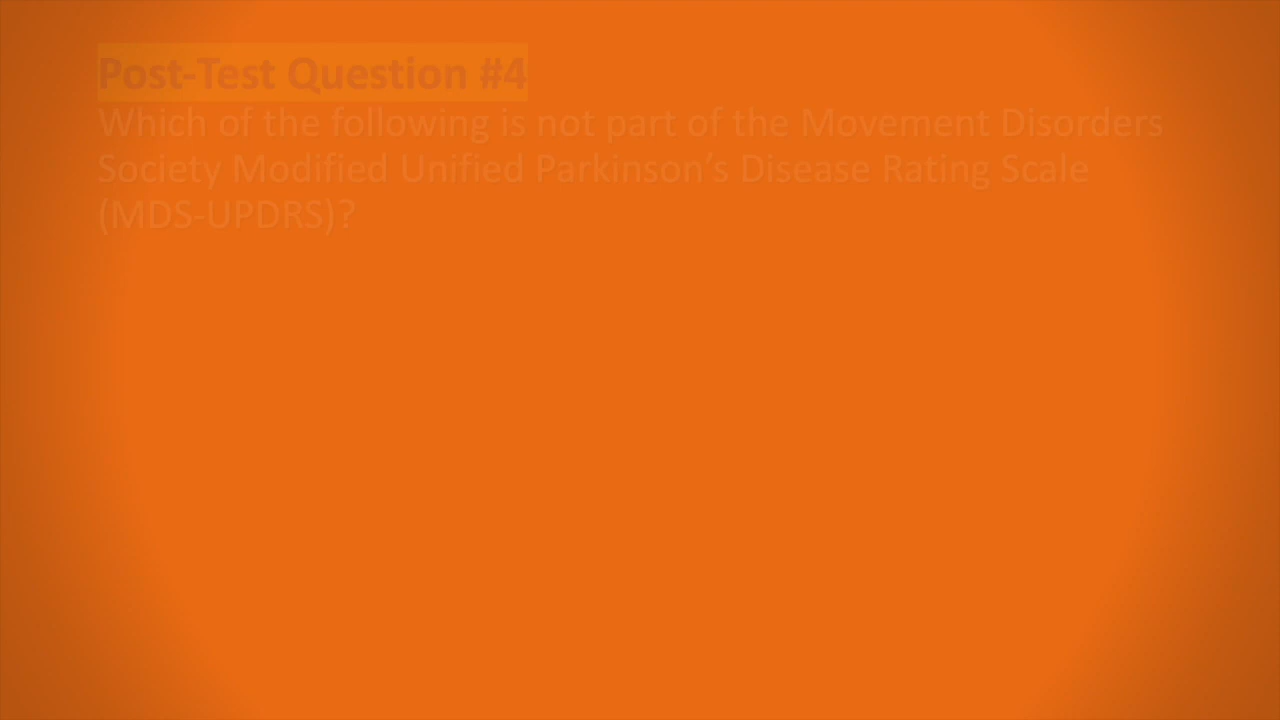 Post-Test Question #4
Which of the following is not part of the Movement Disorders
Society Modified Unified Parkinson’s Disease Rating Scale
(MDS-UPDRS)?